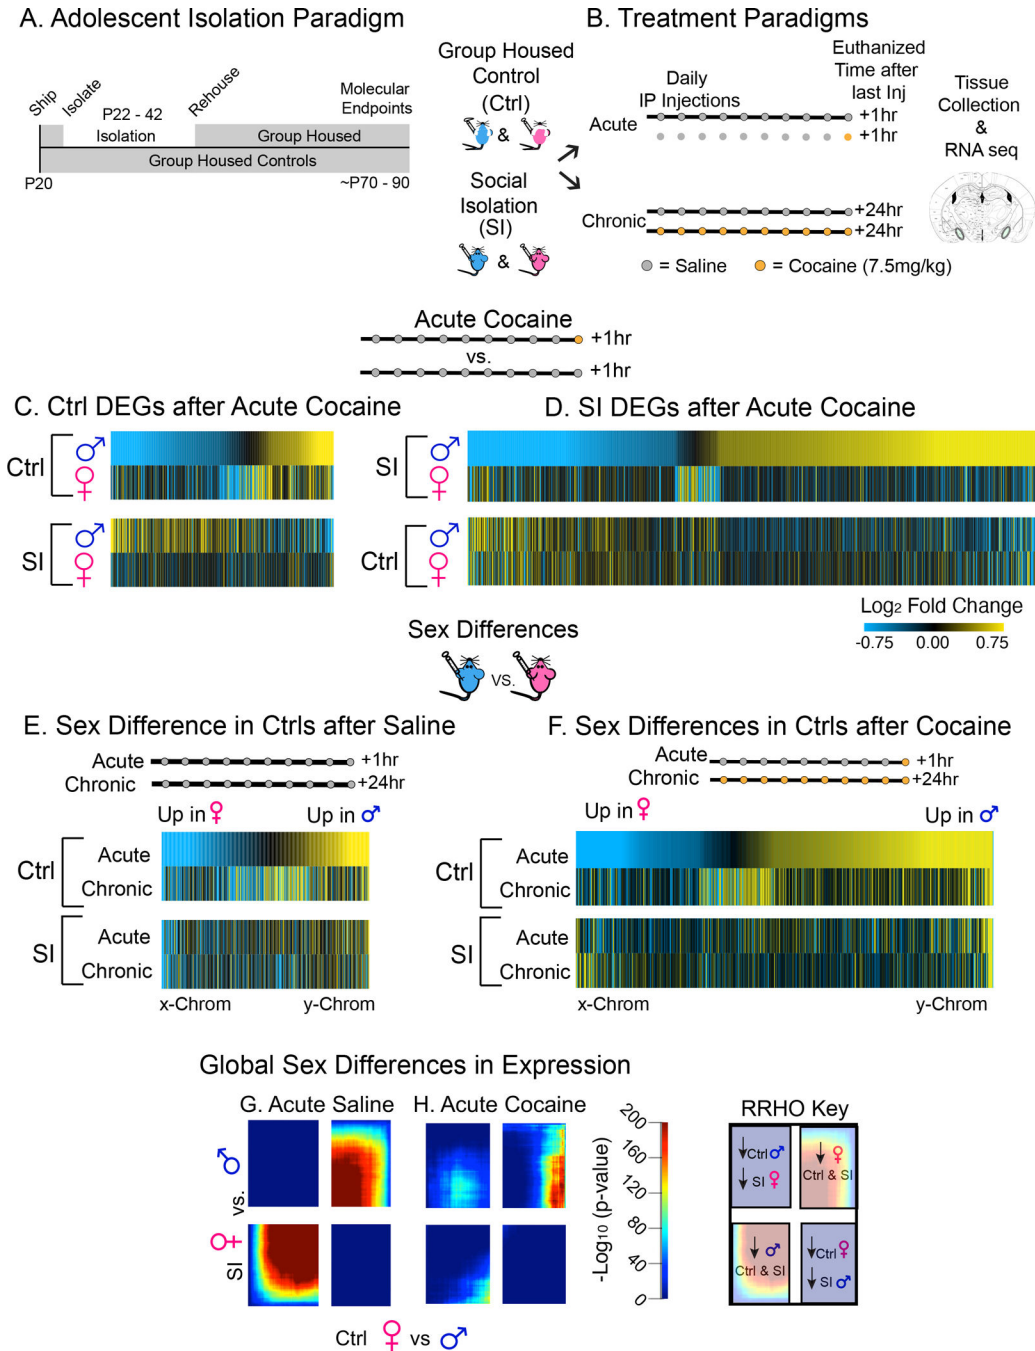 A. Adolescent Isolation Paradigm
Ship
Isolate
P22 - 42
Isolation
Rehouse
Molecular
Endpoints
Group Housed
Group Housed Controls
P20
~P70 - 90
Group Housed
Control
(Ctrl)
&
Social
Isolation
(SI)
&
B. Treatment Paradigms
Daily
IP Injections
Euthanized
Time after
last Inj
Acute
+1hr
+1hr
Chronic
+24hr
+24hr
= Saline
= Cocaine (7.5mg/kg)
Tissue
Collection
&
RNA seq
Acute Cocaine
+1hr
vs.
+1hr
C. Ctrl DEGs after Acute Cocaine
Ctrl ♂
♀
SI ♂
♀
D. SI DEGs after Acute Cocaine
SI ♂
♀
Ctrl ♂
♀
Log₂ Fold Change
-0.75 0.00 0.75
Sex Differences
vs.
E. Sex Difference in Ctrls after Saline
Acute +1hr
Chronic +24hr
Up in ♀ Up in ♂
Ctrl
Acute
Chronic
SI
Acute
Chronic
x-Chrom y-Chrom
F. Sex Differences in Ctrls after Cocaine
Acute +1hr
Chronic +24hr
Up in ♀ Up in ♂
Ctrl
Acute
Chronic
SI
Acute
Chronic
x-Chrom y-Chrom
Global Sex Differences in Expression
G. Acute Saline
H. Acute Cocaine
SI ♀ vs. ♂
Ctrl ♀ vs ♂
-Log₁₀ (p-value)
200
160
120
80
40
0
RRHO Key
↓Ctrl ♂
↓ SI ♀
↓ ♀
Ctrl & SI
↓ ♂
Ctrl & SI
↓Ctrl ♀
↓ SI ♂